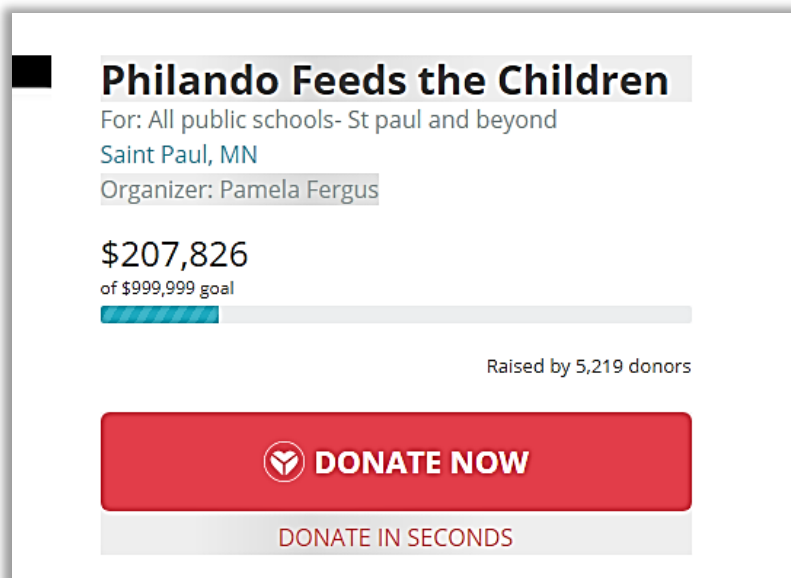 Philando Feeds the Children
For: All public schools- St paul and beyond
Saint Paul, MN
Organizer: Pamela Fergus
$207,826
of $999,999 goal
Raised by 5,219 donors
DONATE NOW
DONATE IN SECONDS